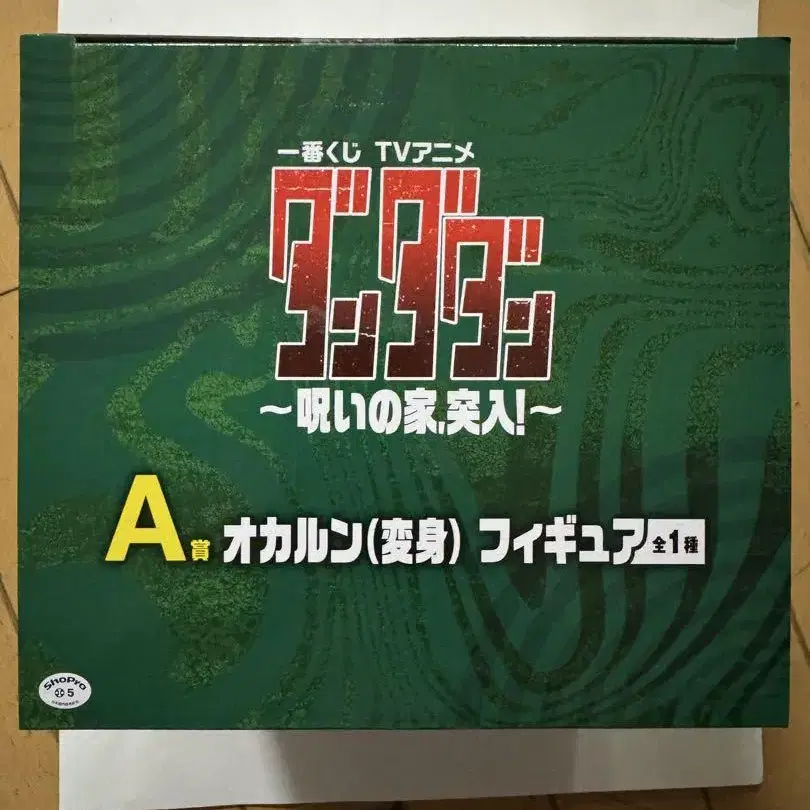 一番くじ TVアニメ
ダンダダン
～呪いの家、突入!～
A賞 オカルン(変身) フィギュア 全1種
ShoPro
5